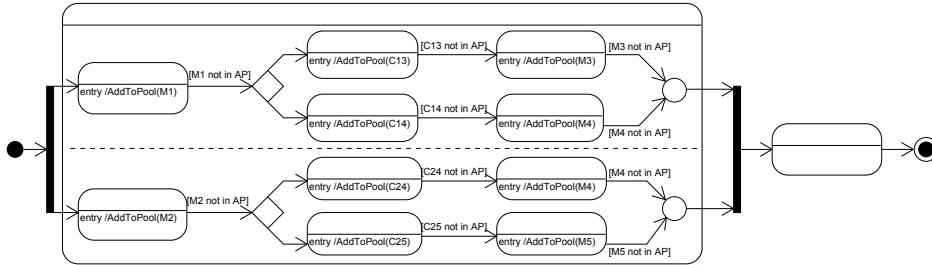 [C13 not in AP]
[M3 not in AP]
entry /AddToPool(C13)
entry /AddToPool(M3)
[M1 not in AP]
entry /AddToPool(M1)
[C14 not in AP]
entry /AddToPool(C14)
entry /AddToPool(M4)
[M4 not in AP]
[C24 not in AP]
[M4 not in AP]
entry /AddToPool(C24)
entry /AddToPool(M4)
[M2 not in AP]
entry /AddToPool(M2)
[C25 not in AP]
entry /AddToPool(C25)
entry /AddToPool(M5)
[M5 not in AP]